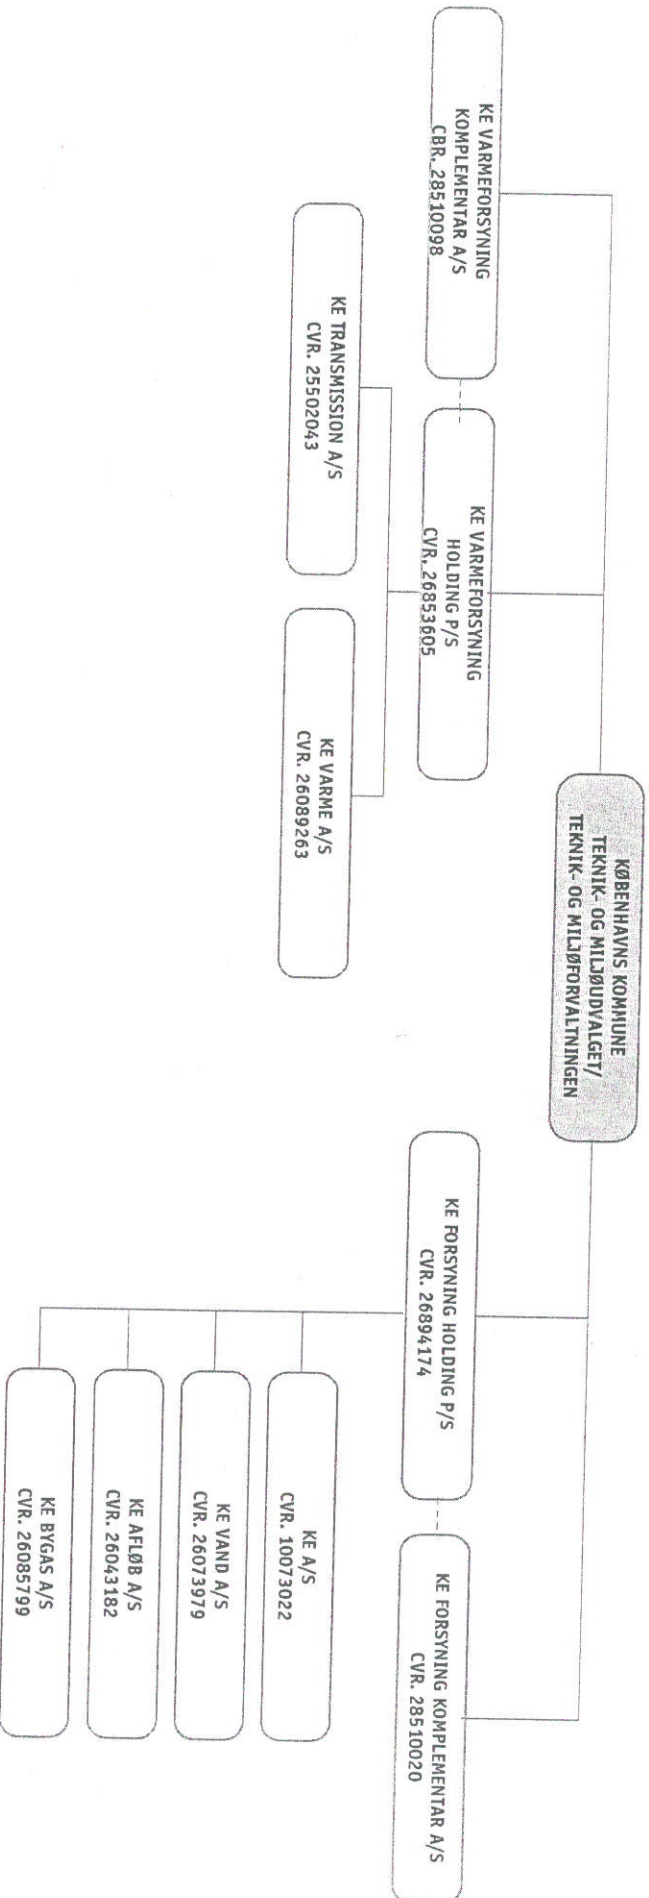 KØBENHAVNS KOMMUNE
TEKNIK- OG MILJØUDVALGET/
TEKNIK- OG MILJØFORVALTNINGEN
KE VARMEFORSYNING
KOMPLEMENTAR A/S
CBR. 28510098
KE VARMEFORSYNING
HOLDING P/S
CVR. 26853605
KE FORSYNING HOLDING P/S
CVR. 26894174
KE FORSYNING KOMPLEMENTAR A/S
CVR. 28510020
KE TRANSMISSION A/S
CVR. 25502043
KE VARME A/S
CVR. 26089263
KE A/S
CVR. 10073022
KE VAND A/S
CVR. 26073979
KE AFLØB A/S
CVR. 26043182
KE BYGAS A/S
CVR. 26085799